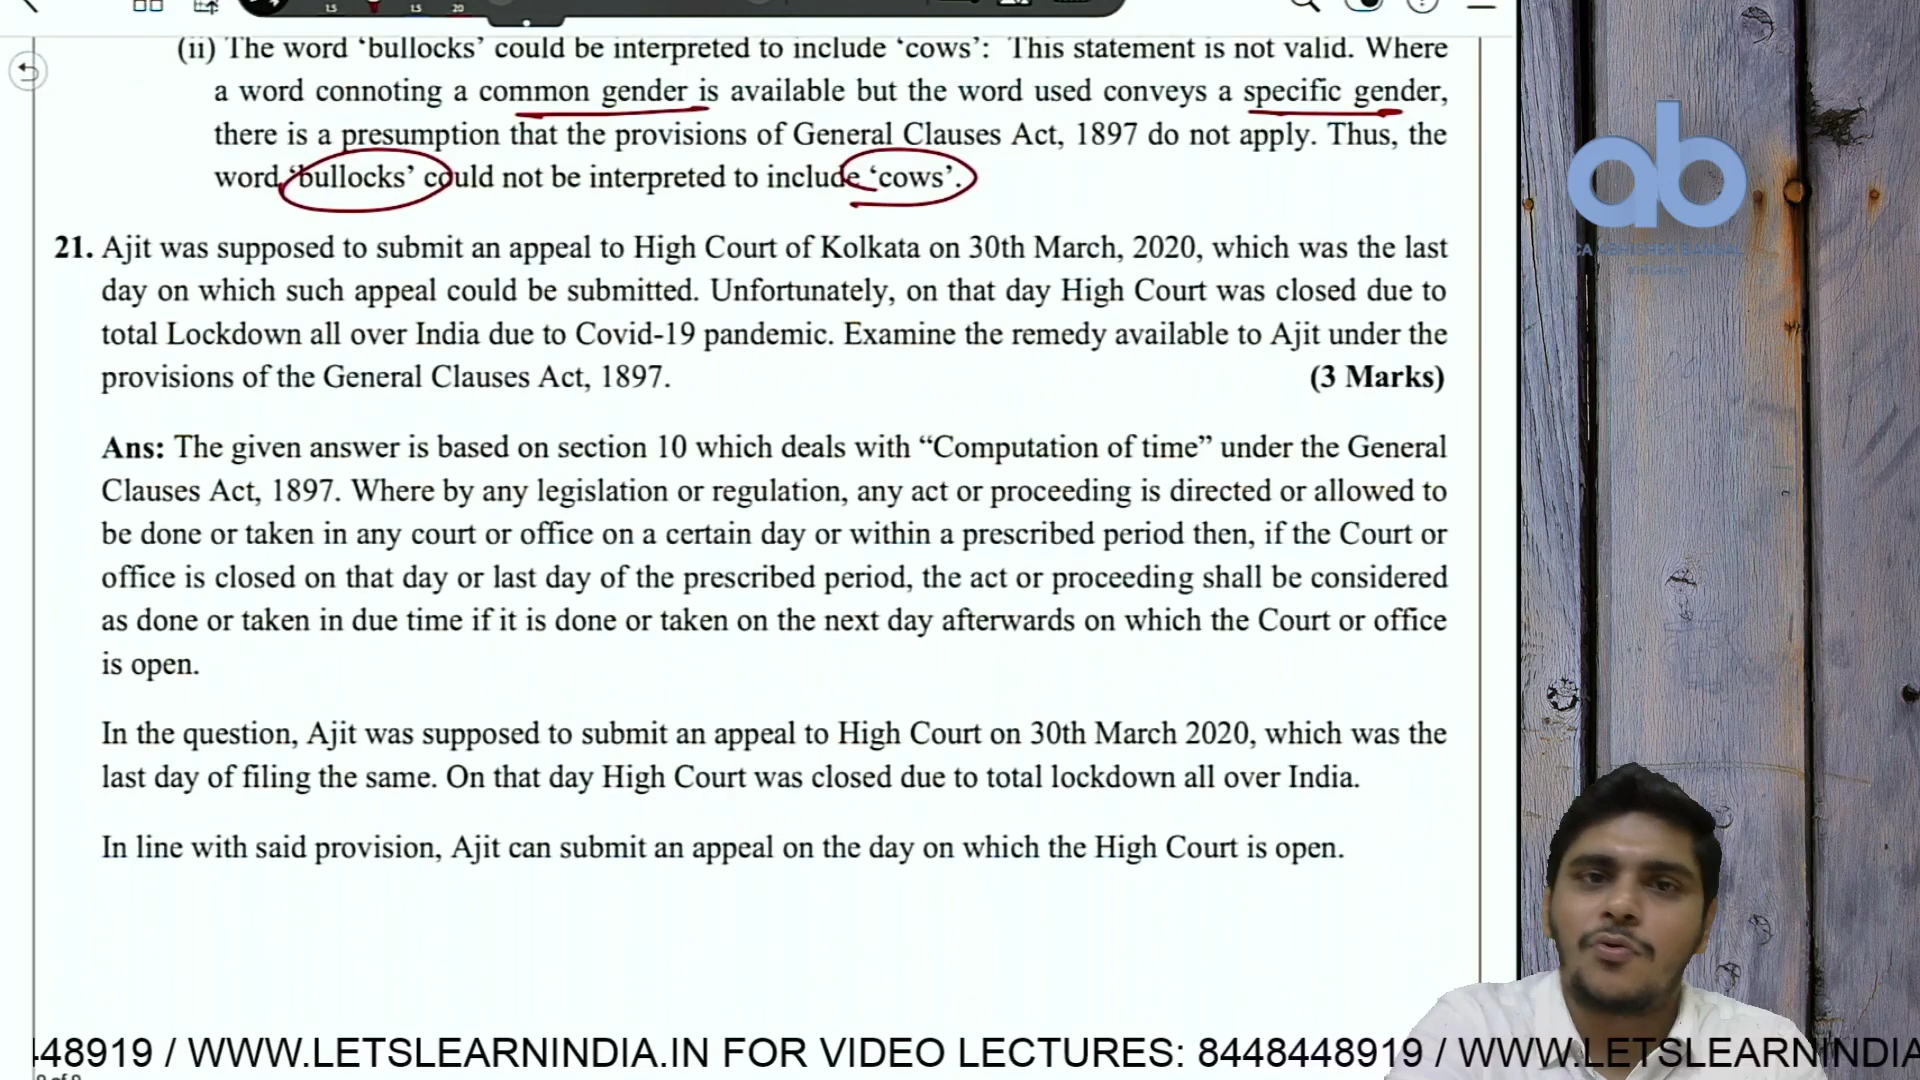 15 15 20
(ii) The word ‘bullocks’ could be interpreted to include ‘cows’: This statement is not valid. Where
a word connoting a common gender is available but the word used conveys a specific gender,
there is a presumption that the provisions of General Clauses Act, 1897 do not apply. Thus, the
word ‘bullocks’ could not be interpreted to include ‘cows’.
ab
21. Ajit was supposed to submit an appeal to High Court of Kolkata on 30th March, 2020, which was the last
day on which such appeal could be submitted. Unfortunately, on that day High Court was closed due to
total Lockdown all over India due to Covid-19 pandemic. Examine the remedy available to Ajit under the
provisions of the General Clauses Act, 1897. (3 Marks)
Ans: The given answer is based on section 10 which deals with “Computation of time” under the General
Clauses Act, 1897. Where by any legislation or regulation, any act or proceeding is directed or allowed to
be done or taken in any court or office on a certain day or within a prescribed period then, if the Court or
office is closed on that day or last day of the prescribed period, the act or proceeding shall be considered
as done or taken in due time if it is done or taken on the next day afterwards on which the Court or office
is open.
In the question, Ajit was supposed to submit an appeal to High Court on 30th March 2020, which was the
last day of filing the same. On that day High Court was closed due to total lockdown all over India.
In line with said provision, Ajit can submit an appeal on the day on which the High Court is open.
48919 / WWW.LETSLEARNINDIA.IN FOR VIDEO LECTURES: 8448448919 / WWW.LETSLEARNINDIA